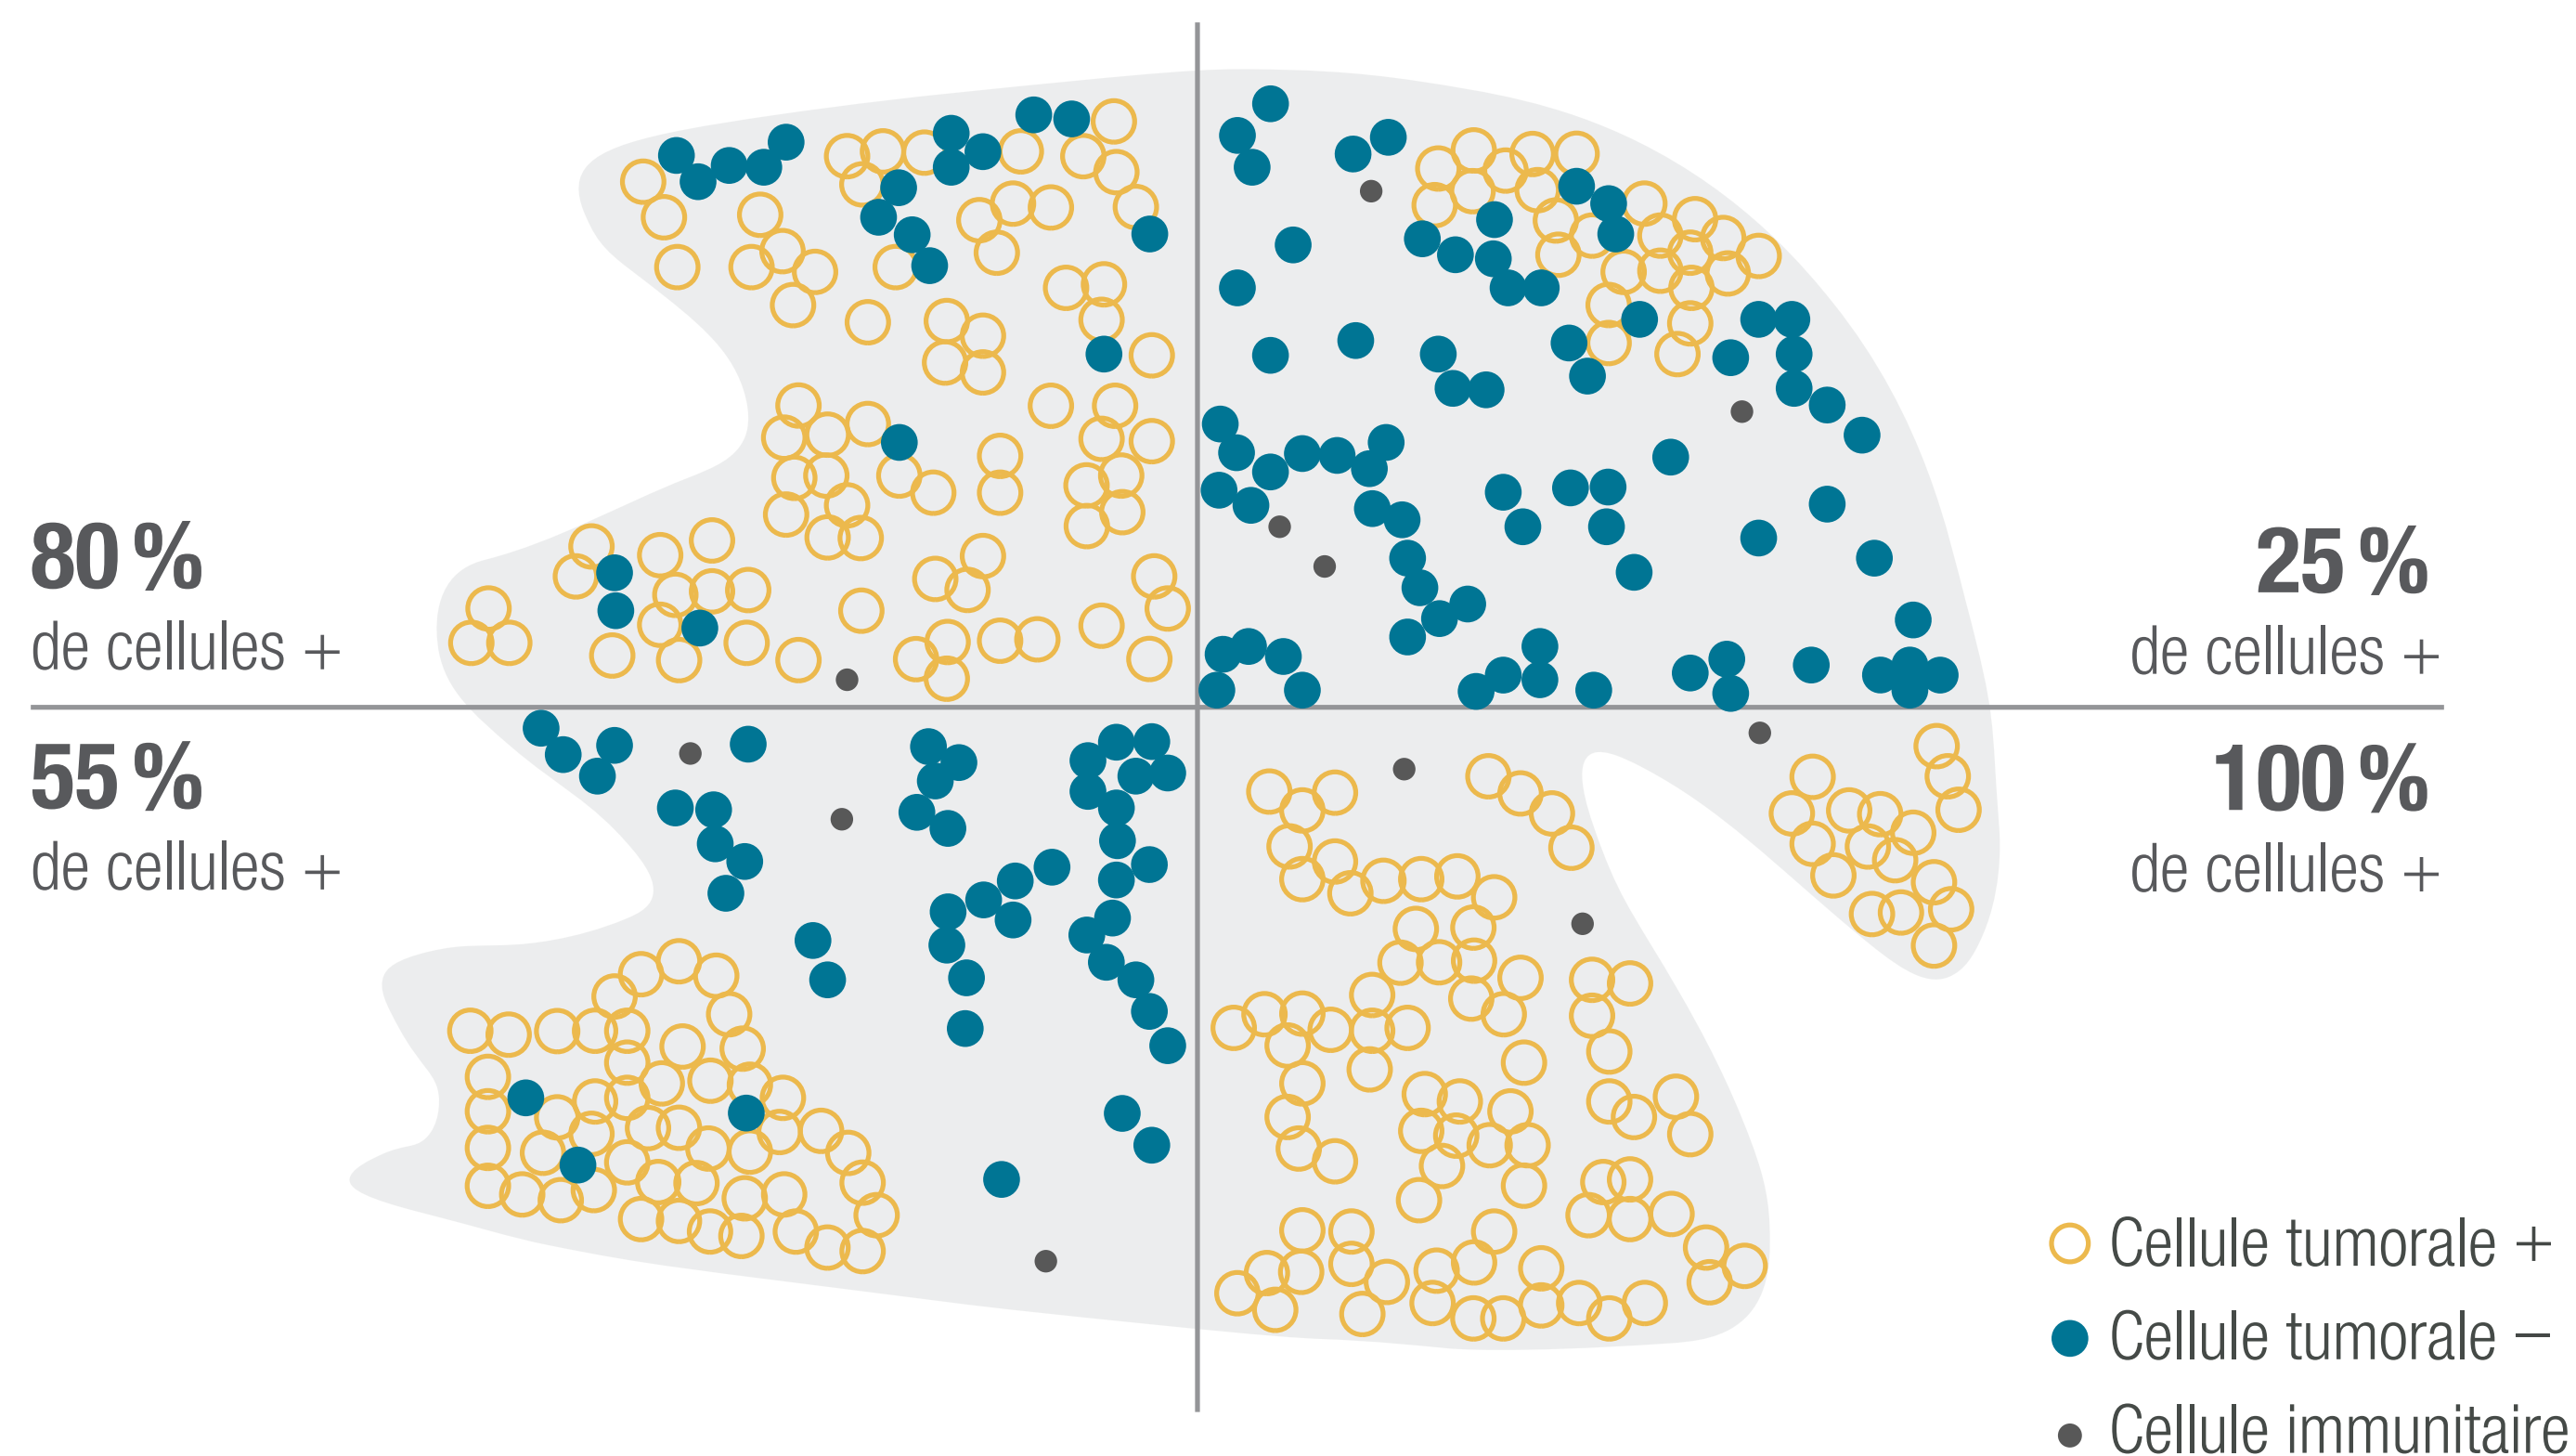 80 %
de cellules +
25 %
de cellules +
55 %
de cellules +
100 %
de cellules +
Cellule tumorale +
Cellule tumorale −
Cellule immunitaire